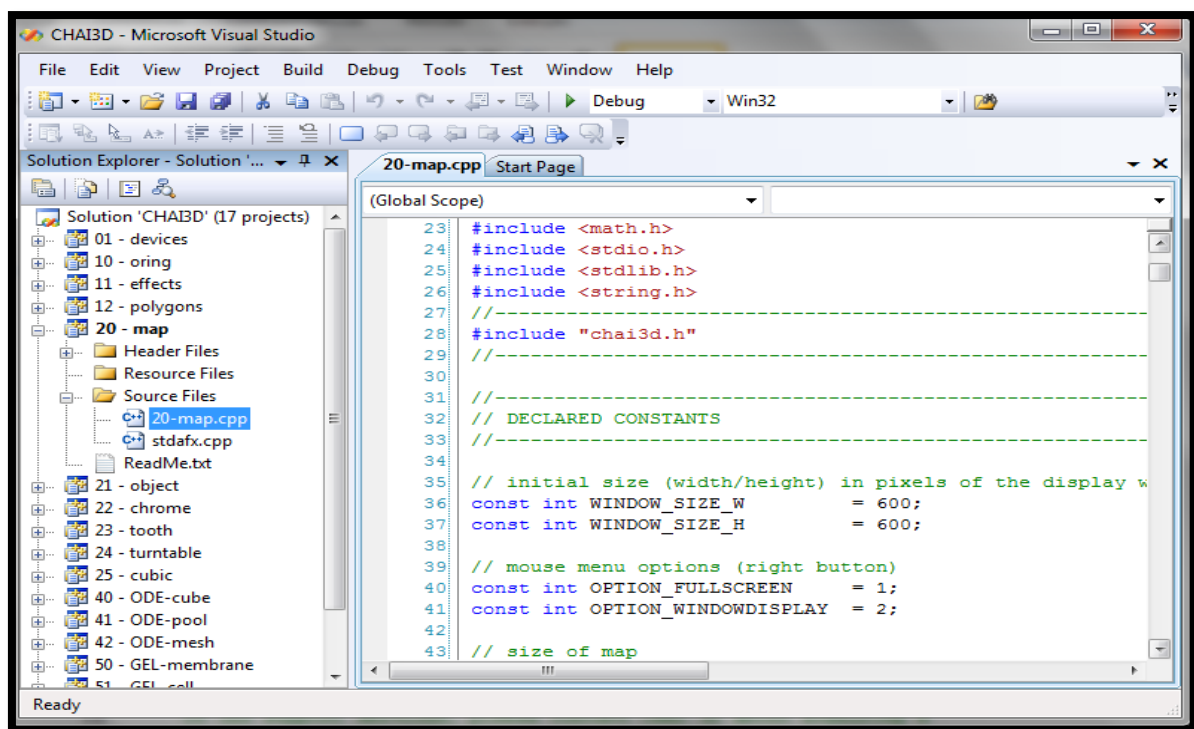 CHAI3D - Microsoft Visual Studio
File Edit View Project Build Debug Tools Test Window Help
Debug Win32
Solution Explorer - Solution '...
20-map.cpp Start Page
(Global Scope)
Solution 'CHAI3D' (17 projects)
01 - devices
10 - oring
11 - effects
12 - polygons
20 - map
Header Files
Resource Files
Source Files
20-map.cpp
stdafx.cpp
ReadMe.txt
21 - object
22 - chrome
23 - tooth
24 - turntable
25 - cubic
40 - ODE-cube
41 - ODE-pool
42 - ODE-mesh
50 - GEL-membrane
51 - GEL-cell
23 #include <math.h>
24 #include <stdio.h>
25 #include <stdlib.h>
26 #include <string.h>
27 //------------------------------------------------------
28 #include "chai3d.h"
29 //------------------------------------------------------
30
31 //------------------------------------------------------
32 // DECLARED CONSTANTS
33 //------------------------------------------------------
34
35 // initial size (width/height) in pixels of the display w
36 const int WINDOW_SIZE_W = 600;
37 const int WINDOW_SIZE_H = 600;
38
39 // mouse menu options (right button)
40 const int OPTION_FULLSCREEN = 1;
41 const int OPTION_WINDOWDISPLAY = 2;
42
43 // size of map
Ready